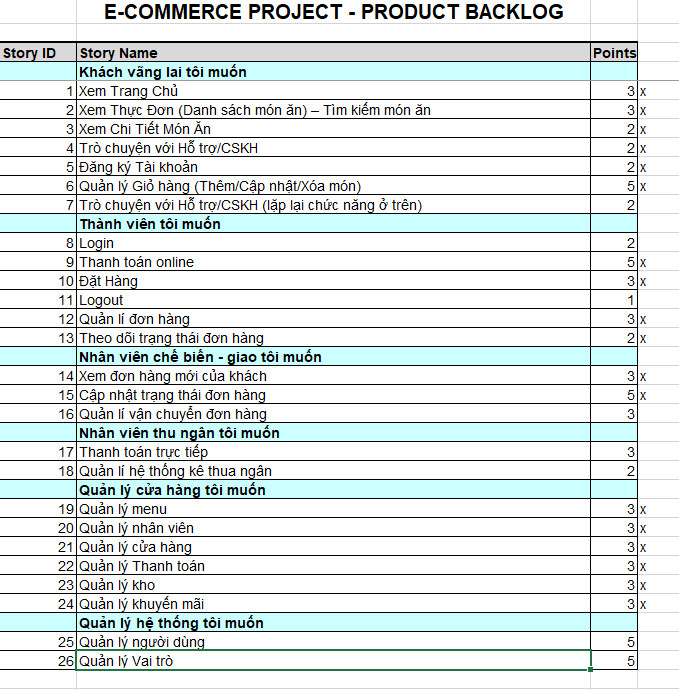 E-COMMERCE PROJECT - PRODUCT BACKLOG
Story ID Story Name Points
Khách vãng lai tôi muốn
1 Xem Trang Chủ 3 x
2 Xem Thực Đơn (Danh sách món ăn) – Tìm kiếm món ăn 3 x
3 Xem Chi Tiết Món Ăn 2 x
4 Trò chuyện với Hỗ trợ/CSKH 2 x
5 Đăng ký Tài khoản 2 x
6 Quản lý Giỏ hàng (Thêm/Cập nhật/Xóa món) 5 x
7 Trò chuyện với Hỗ trợ/CSKH (lặp lại chức năng ở trên) 2
Thành viên tôi muốn
8 Login 2
9 Thanh toán online 5 x
10 Đặt Hàng 3 x
11 Logout 1
12 Quản lí đơn hàng 3 x
13 Theo dõi trạng thái đơn hàng 2 x
Nhân viên chế biến - giao tôi muốn
14 Xem đơn hàng mới của khách 3 x
15 Cập nhật trạng thái đơn hàng 5 x
16 Quản lí vận chuyển đơn hàng 3
Nhân viên thu ngân tôi muốn
17 Thanh toán trực tiếp 3
18 Quản lí hệ thống kê thua ngân 2
Quản lý cửa hàng tôi muốn
19 Quản lý menu 3 x
20 Quản lý nhân viên 3 x
21 Quản lý cửa hàng 3 x
22 Quản lý Thanh toán 3 x
23 Quản lý kho 3 x
24 Quản lý khuyến mãi 3 x
Quản lý hệ thống tôi muốn
25 Quản lý người dùng 5
26 Quản lý Vai trò 5